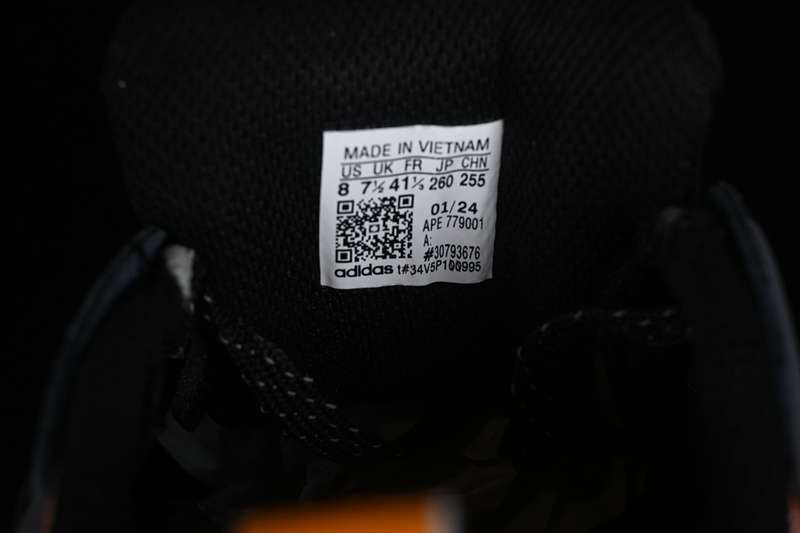 MADE IN VIETNAM
US UK FR JP CHN
8 7½ 41⅓ 260 255
01/24
APE 779001
A:
#30793676
adidas t#34V5P100995